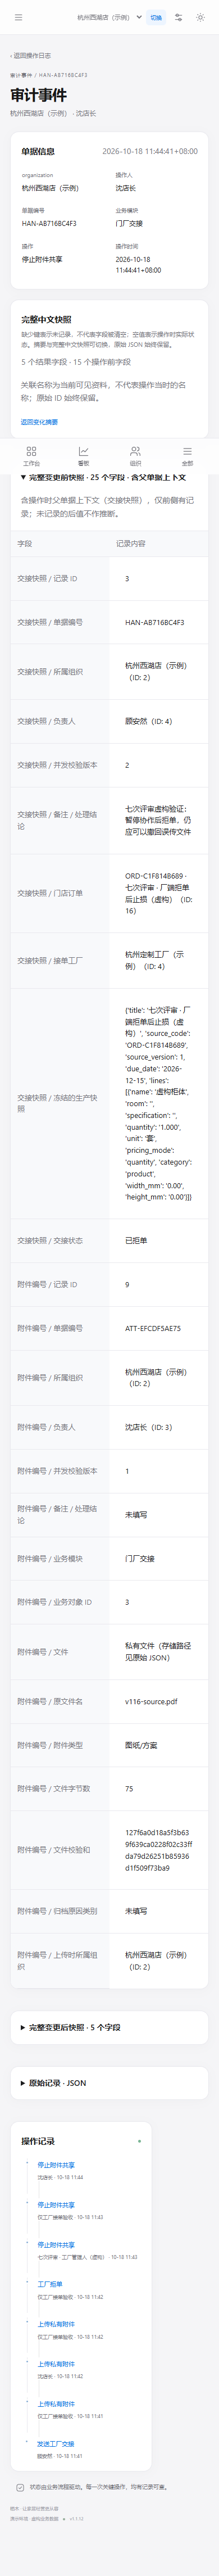 杭州西湖店（示例）
切换
‹ 返回操作日志
审计事件 / HAN-AB716BC4F3
审计事件
杭州西湖店（示例） · 沈店长
单据信息
2026-10-18 11:44:41+08:00
organization
操作人
杭州西湖店（示例）
沈店长
单据编号
业务模块
HAN-AB716BC4F3
门厂交接
操作
操作时间
停止附件共享
2026-10-18
11:44:41+08:00
完整中文快照
缺少键表示未记录，不代表字段被清空；空值表示操作时实际状
态。摘要与完整中文快照可切换，原始 JSON 始终保留。
5 个结果字段 · 15 个操作前字段
关联名称为当前可见资料，不代表操作当时的名
称；原始 ID 始终保留。
返回变化摘要
工作台
看板
组织
全部
完整变更前快照 · 25 个字段 · 含父单据上下文
含操作时父单据上下文（交接快照），仅前侧有记
录；未记录的后值不作推断。
字段
记录内容
交接快照 / 记录 ID
3
交接快照 / 单据编号
HAN-AB716BC4F3
交接快照 / 所属组织
杭州西湖店（示例）
（ID: 2）
交接快照 / 负责人
顾安然（ID: 4）
交接快照 / 并发校验版本
2
交接快照 / 备注 / 处理结
论
七次评审虚构验证：
暂停协作后拒单，仍
应可以撤回误传文件
交接快照 / 门店订单
ORD-C1F814B689 ·
七次评审 · 厂端拒单
后止损（虚构）（ID:
16）
交接快照 / 接单工厂
杭州定制工厂（示
例）（ID: 4）
交接快照 / 冻结的生产快
照
{'title': '七次评审 · 厂
端拒单后止损（虚
构）', 'source_code':
'ORD-C1F814B689',
'source_version': 1,
'due_date': '2026-
12-15', 'lines':
[{'name': '虚构柜体',
'room': '',
'specification': '',
'quantity': '1.000',
'unit': '套',
'pricing_mode':
'quantity', 'category':
'product',
'width_mm': '0.00',
'height_mm': '0.00'}]}
交接快照 / 交接状态
已拒单
附件编号 / 记录 ID
9
附件编号 / 单据编号
ATT-EFCDF5AE75
附件编号 / 所属组织
杭州西湖店（示例）
（ID: 2）
附件编号 / 负责人
沈店长（ID: 3）
附件编号 / 并发校验版本
1
附件编号 / 备注 / 处理结
论
未填写
附件编号 / 业务模块
门厂交接
附件编号 / 业务对象 ID
3
附件编号 / 文件
私有文件（存储路径
见原始 JSON）
附件编号 / 原文件名
v116-source.pdf
附件编号 / 附件类型
图纸/方案
附件编号 / 文件字节数
75
附件编号 / 文件校验和
127f6a0d18a5f3b63
9f639ca0228f02c33ff
da79d26251b85936
d1f509f73ba9
附件编号 / 归档原因类别
未填写
附件编号 / 上传时所属组
织
杭州西湖店（示例）
（ID: 2）
完整变更后快照 · 5 个字段
原始记录 · JSON
操作记录
停止附件共享
沈店长 · 10-18 11:44
停止附件共享
仅工厂接单验收 · 10-18 11:43
停止附件共享
七次评审 · 工厂管理人（虚构） · 10-18 11:43
工厂拒单
仅工厂接单验收 · 10-18 11:42
上传私有附件
仅工厂接单验收 · 10-18 11:42
上传私有附件
沈店长 · 10-18 11:42
上传私有附件
仅工厂接单验收 · 10-18 11:41
发送工厂交接
顾安然 · 10-18 11:41
状态由业务流程驱动。每一次关键操作，均有记录可查。